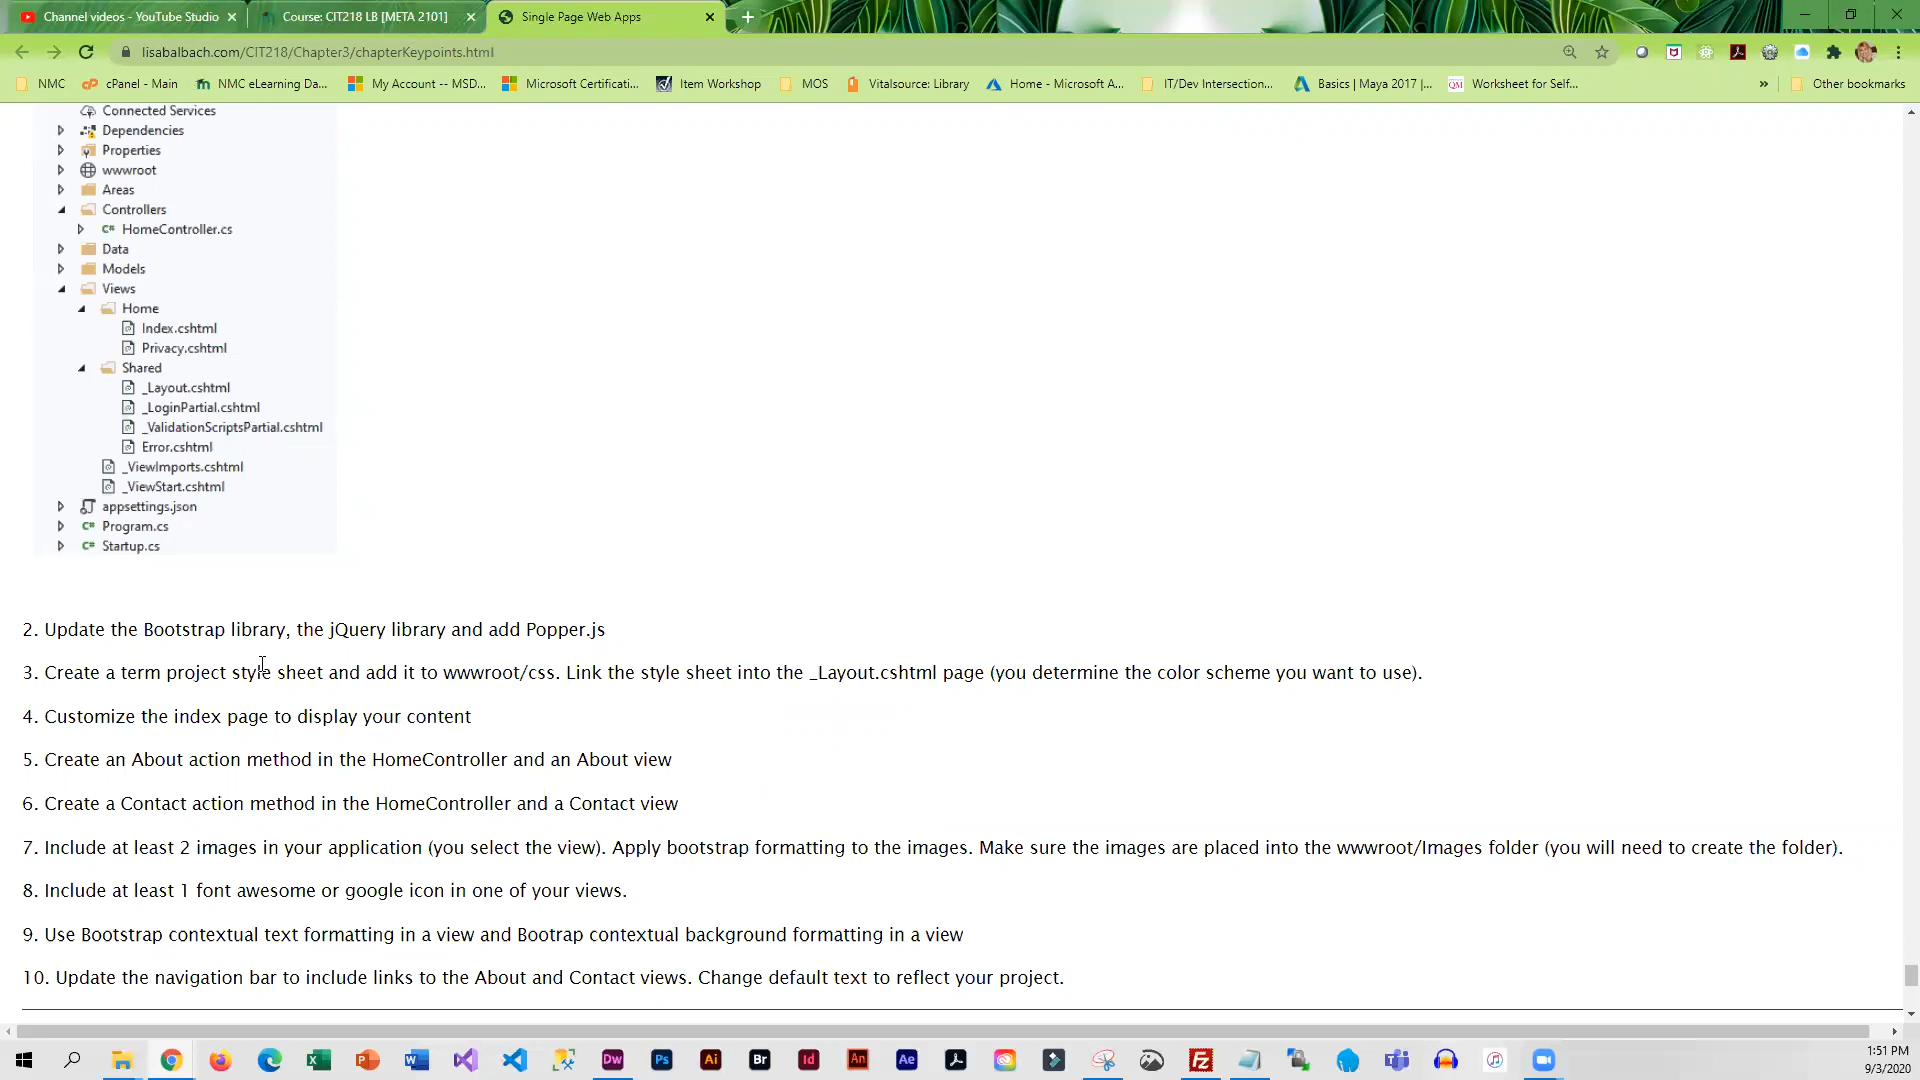 Channel videos - YouTube Studio
Course: CIT218 LB [META 2101]
Single Page Web Apps
lisabalbach.com/CIT218/Chapter3/chapterKeypoints.html
NMC
cPanel - Main
NMC eLearning Da...
My Account -- MSD...
Microsoft Certificati...
Item Workshop
MOS
Vitalsource: Library
Home - Microsoft A...
IT/Dev Intersection...
Basics | Maya 2017 |...
QM
Worksheet for Self...
»
Other bookmarks
Connected Services
Dependencies
Properties
wwwroot
Areas
Controllers
C# HomeController.cs
Data
Models
Views
Home
Index.cshtml
Privacy.cshtml
Shared
_Layout.cshtml
_LoginPartial.cshtml
_ValidationScriptsPartial.cshtml
Error.cshtml
_ViewImports.cshtml
_ViewStart.cshtml
appsettings.json
C# Program.cs
C# Startup.cs
2. Update the Bootstrap library, the jQuery library and add Popper.js
3. Create a term project style sheet and add it to wwwroot/css. Link the style sheet into the _Layout.cshtml page (you determine the color scheme you want to use).
4. Customize the index page to display your content
5. Create an About action method in the HomeController and an About view
6. Create a Contact action method in the HomeController and a Contact view
7. Include at least 2 images in your application (you select the view). Apply bootstrap formatting to the images. Make sure the images are placed into the wwwroot/Images folder (you will need to create the folder).
8. Include at least 1 font awesome or google icon in one of your views.
9. Use Bootstrap contextual text formatting in a view and Bootrap contextual background formatting in a view
10. Update the navigation bar to include links to the About and Contact views. Change default text to reflect your project.
Dw
Ps
Ai
Br
Id
An
Ae
Fz
1:51 PM
9/3/2020